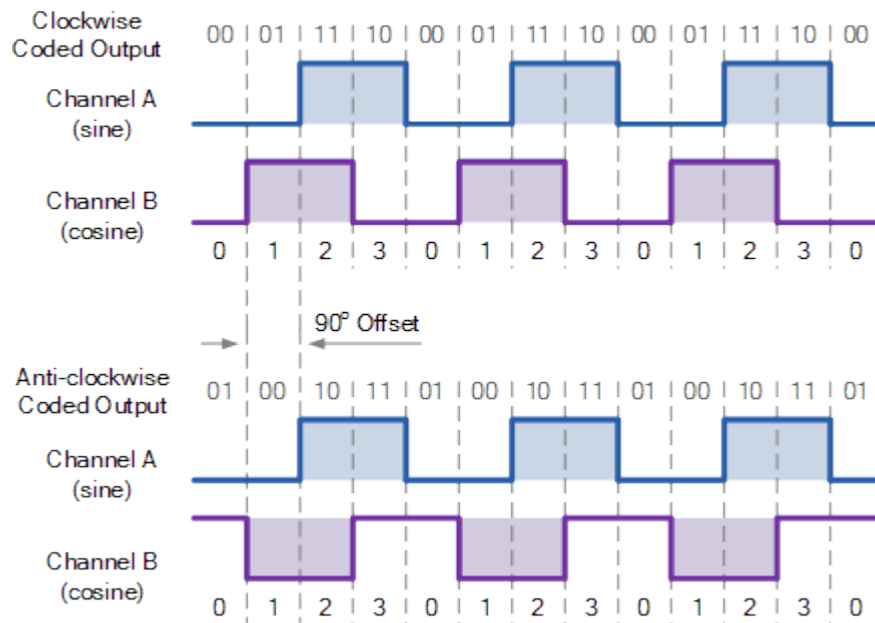 Clockwise
Coded Output
00 01 11 10 00 01 11 10 00 01 11 10 00
Channel A
(sine)
Channel B
(cosine)
0 1 2 3 0 1 2 3 0 1 2 3 0
90° Offset
Anti-clockwise
Coded Output
01 00 10 11 01 00 10 11 01 00 10 11 01
Channel A
(sine)
Channel B
(cosine)
0 1 2 3 0 1 2 3 0 1 2 3 0